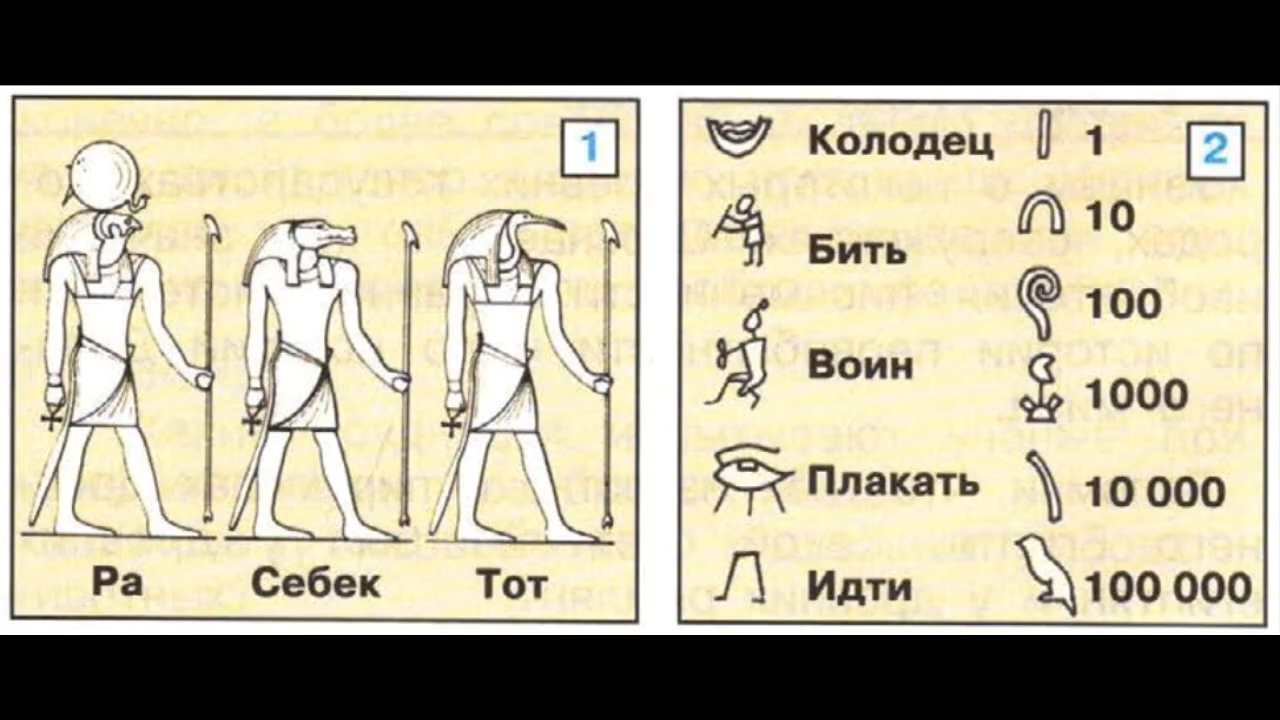 1
Ра Себек Тот
2
Колодец 1
Бить 10
100
Воин 1000
Плакать 10 000
Идти 100 000